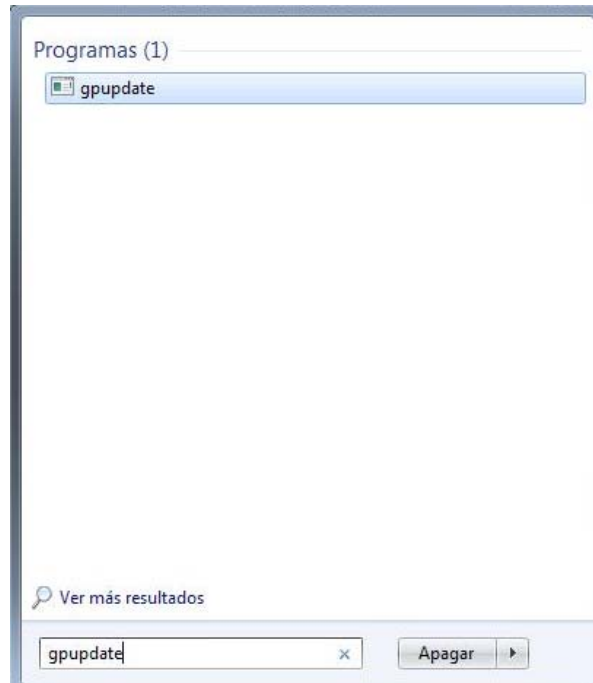 Programas (1)
gpupdate
Ver más resultados
gpupdate
Apagar